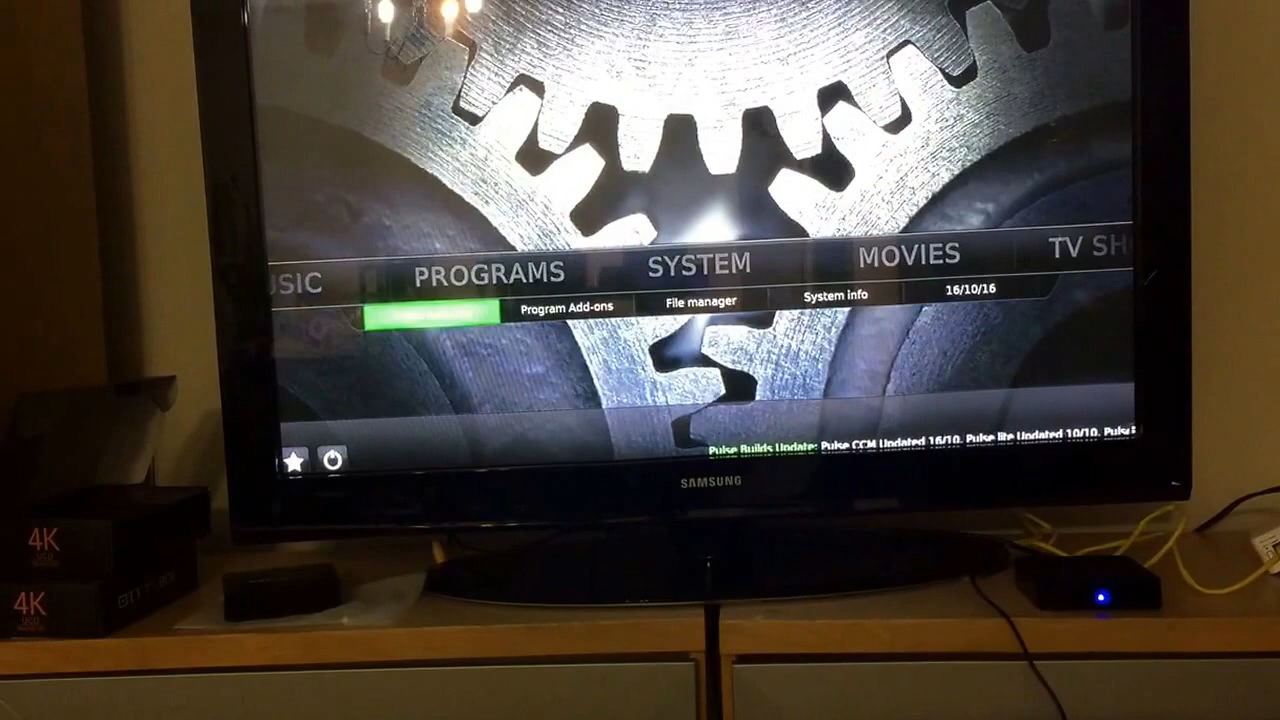 USIC PROGRAMS SYSTEM MOVIES TV SH
Program Add-ons File manager System info 16/10/16
Pulse Builds Update: Pulse CCM Updated 16/10. Pulse lite Updated 10/10. Pulse
SAMSUNG
4K
4K